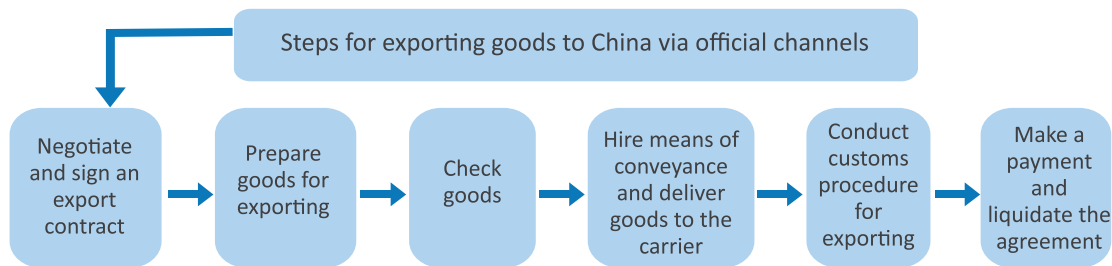 Steps for exporting goods to China via official channels
Negotiate
and sign an
export
contract
Prepare
goods for
exporting
Check
goods
Hire means of
conveyance
and deliver
goods to the
carrier
Conduct
customs
procedure
for
exporting
Make a
payment
and
liquidate the
agreement